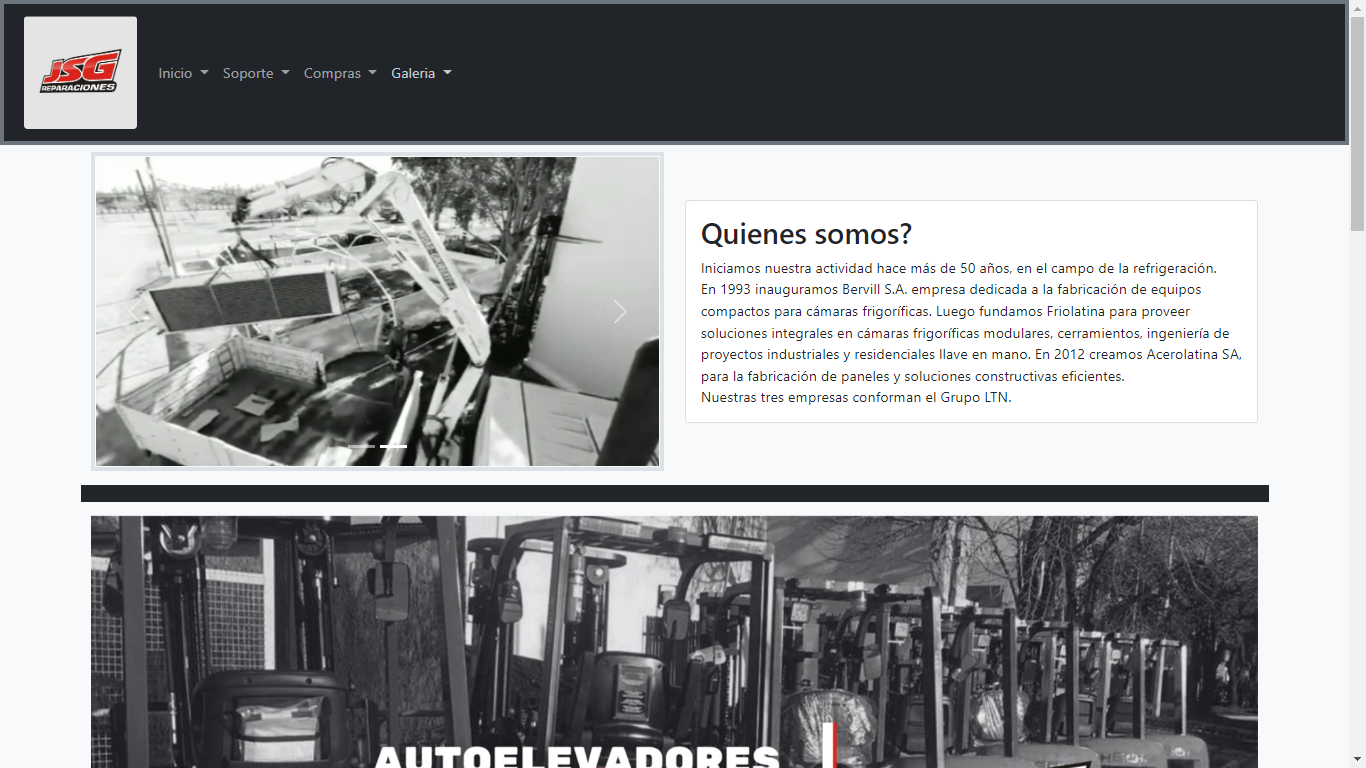 JSG
REPARACIONES
Inicio
Soporte
Compras
Galeria
Quienes somos?
Iniciamos nuestra actividad hace más de 50 años, en el campo de la refrigeración.
En 1993 inauguramos Bervill S.A. empresa dedicada a la fabricación de equipos
compactos para cámaras frigoríficas. Luego fundamos Friolatina para proveer
soluciones integrales en cámaras frigoríficas modulares, cerramientos, ingeniería de
proyectos industriales y residenciales llave en mano. En 2012 creamos Acerolatina SA,
para la fabricación de paneles y soluciones constructivas eficientes.
Nuestras tres empresas conforman el Grupo LTN.
AUTOELEVADORES